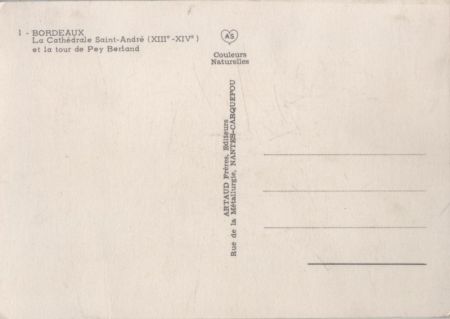 1 - BORDEAUX
La Cathédrale Saint-André (XIIIᵉ-XIVᵉ)
et la tour de Pey Berland
AS
Couleurs
Naturelles
ARTAUD Frères, Editeurs
Rue de la Métallurgie, NANTES-CARQUEFOU